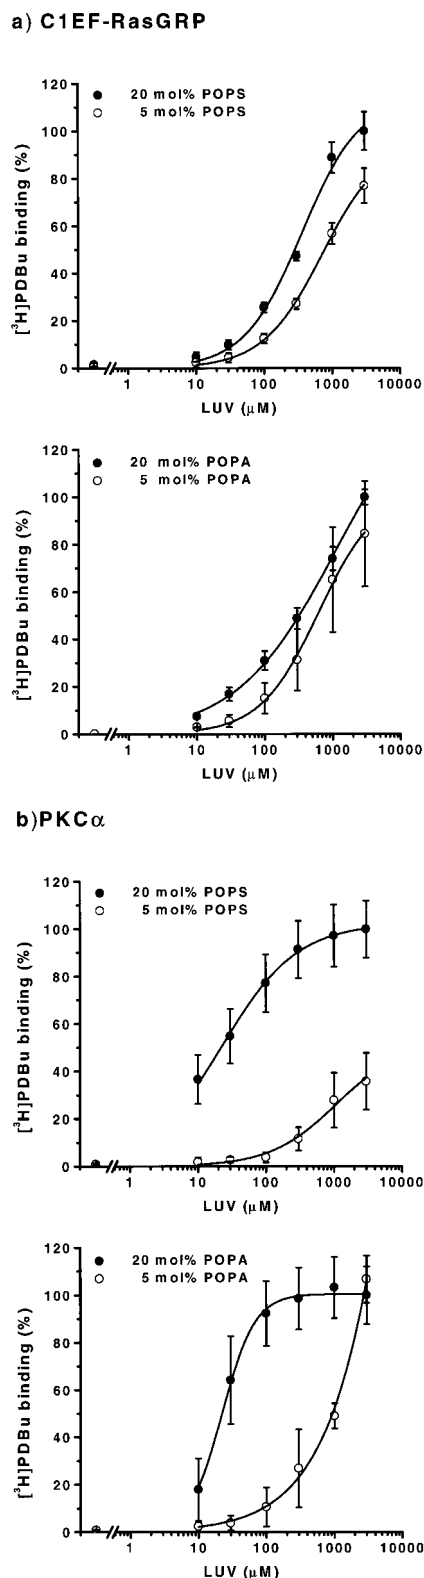 a) C1EF-RasGRP
20 mol% POPS
5 mol% POPS
[³H]PDBu binding (%)
120
100
80
60
40
20
0
1 10 100 1000 10000
LUV (μM)
20 mol% POPA
5 mol% POPA
[³H]PDBu binding (%)
120
100
80
60
40
20
0
1 10 100 1000 10000
LUV (μM)
b)PKCα
20 mol% POPS
5 mol% POPS
[³H]PDBu binding (%)
120
100
80
60
40
20
0
1 10 100 1000 10000
LUV (μM)
20 mol% POPA
5 mol% POPA
[³H]PDBu binding (%)
120
100
80
60
40
20
0
1 10 100 1000 10000
LUV (μM)